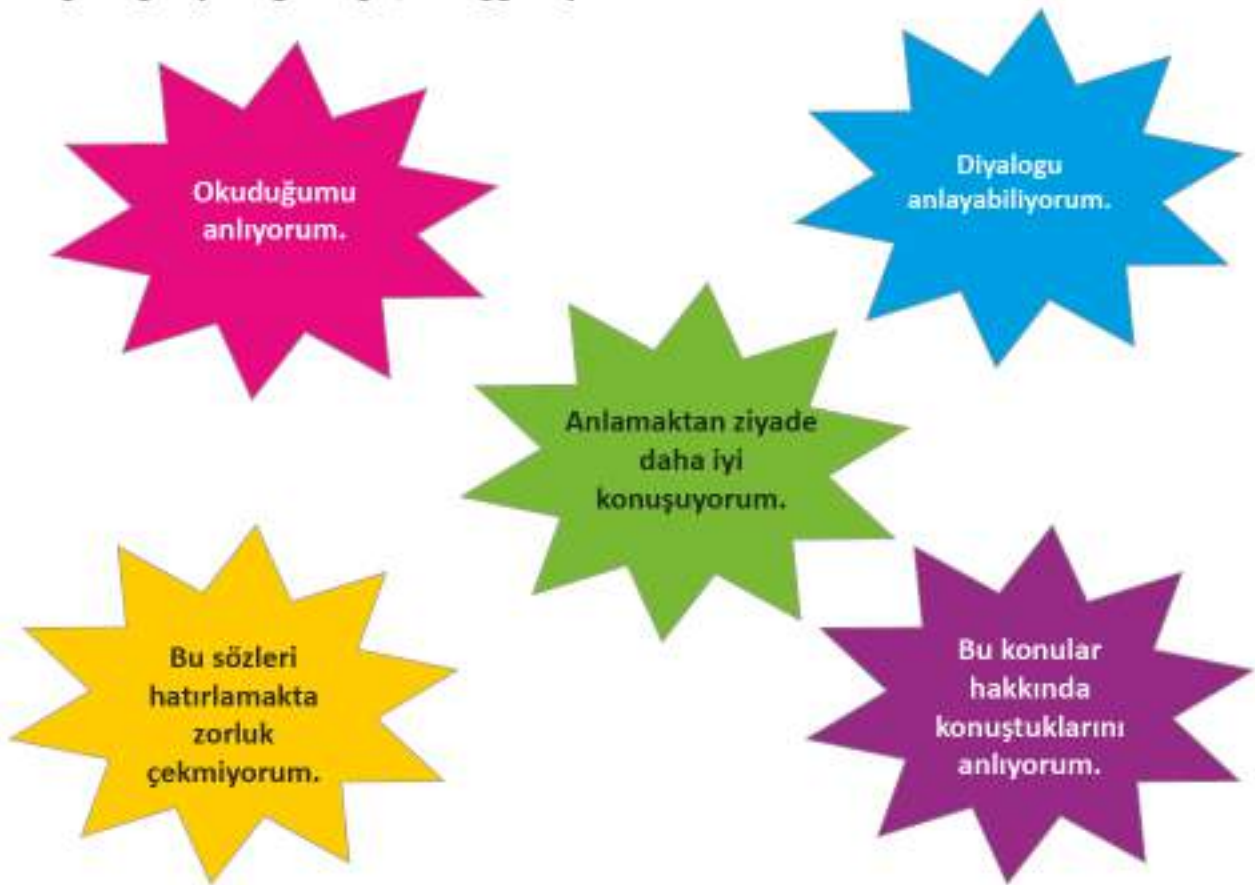 Okuduğumu
anlıyorum.
Diyalogu
anlayabiliyorum.
Anlamaktan ziyade
daha iyi
konuşuyorum.
Bu sözleri
hatırlamakta
zorluk
çekmiyorum.
Bu konular
hakkında
konuştuklarını
anlıyorum.